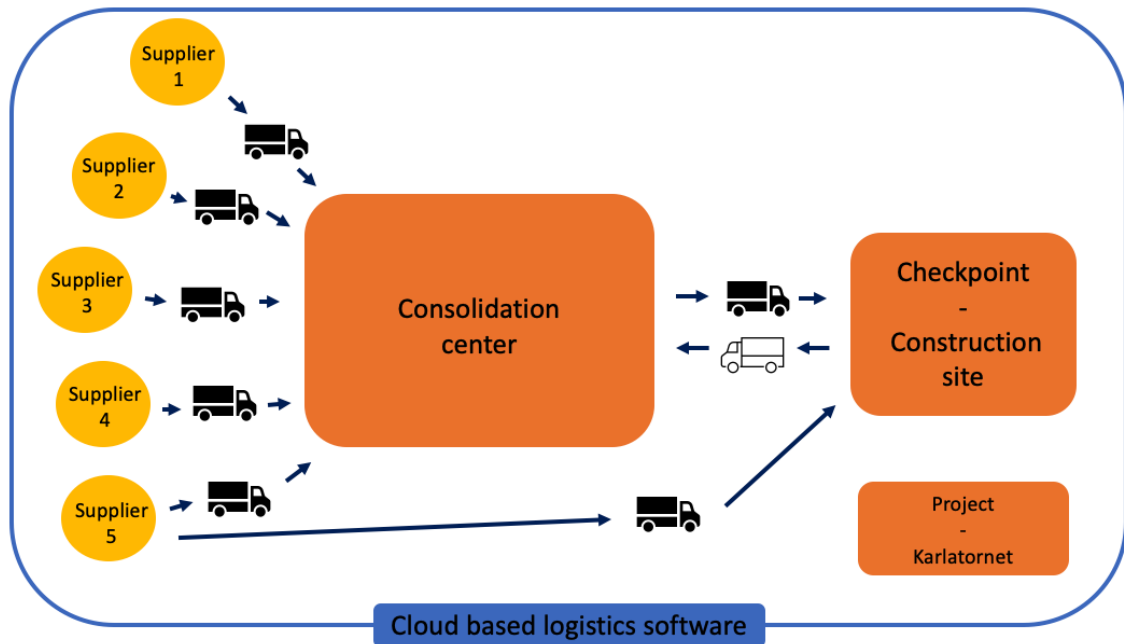 Supplier
1
Supplier
2
Supplier
3
Supplier
4
Supplier
5
Consolidation
center
Checkpoint
-
Construction
site
Project
-
Karlatornet
Cloud based logistics software